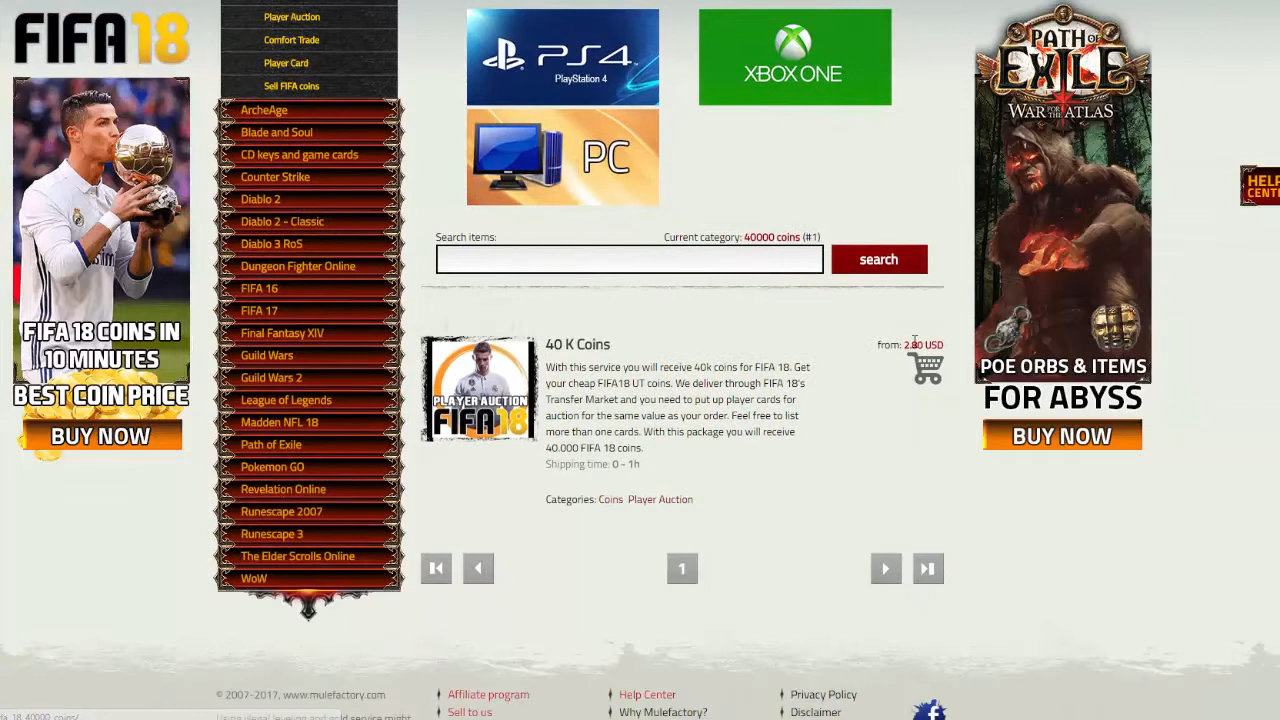 FIFA 18
FIFA 18 COINS IN
10 MINUTES
BEST COIN PRICE
BUY NOW
Player Auction
Comfort Trade
Player Card
Sell FIFA coins
ArcheAge
Blade and Soul
CD keys and game cards
Counter Strike
Diablo 2
Diablo 2 - Classic
Diablo 3 RoS
Dungeon Fighter Online
FIFA 16
FIFA 17
Final Fantasy XIV
Guild Wars
Guild Wars 2
League of Legends
Madden NFL 18
Path of Exile
Pokemon GO
Revelation Online
Runescape 2007
Runescape 3
The Elder Scrolls Online
WoW
PS4
PlayStation 4
XBOX ONE
PC
Search items:
Current category: 40000 coins (#1)
search
PLAYER AUCTION
FIFA 18
40 K Coins
from: 2.80 USD
With this service you will receive 40k coins for FIFA 18. Get
your cheap FIFA18 UT coins. We deliver through FIFA 18's
Transfer Market and you need to put up player cards for
auction for the same value as your order. Feel free to list
more than one cards. With this package you will receive
40.000 FIFA 18 coins.
Shipping time: 0 - 1h
Categories: Coins Player Auction
1
PATH OF
EXILE
WAR FOR THE ATLAS
POE ORBS & ITEMS
FOR ABYSS
BUY NOW
HELP
© 2007-2017, www.mulefactory.com
Affiliate program
Help Center
Privacy Policy
Sell to us
Why Mulefactory?
Disclaimer